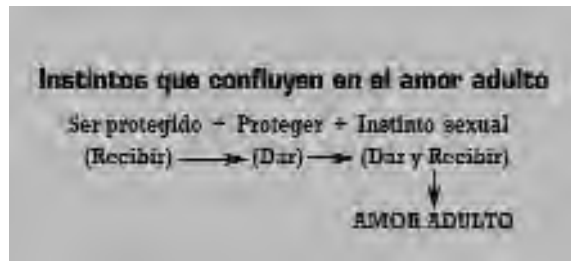 Instintos que confluyen en el amor adulto
Ser protegido + Proteger + Instinto sexual
(Recibir) → (Dar) → (Dar y Recibir)
AMOR ADULTO